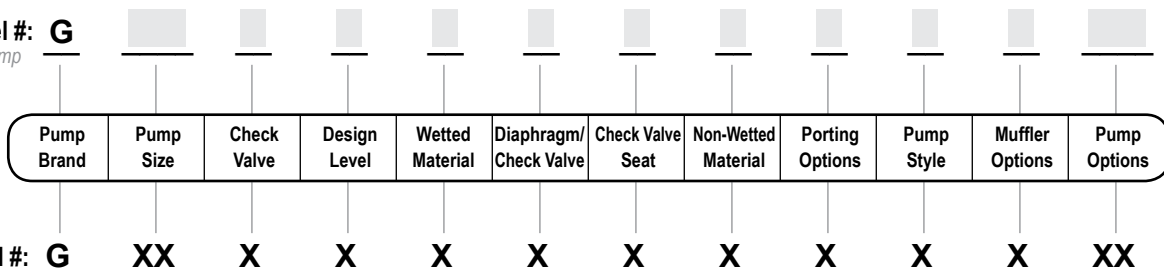 el #: G
mp
Pump Brand
Pump Size
Check Valve
Design Level
Wetted Material
Diaphragm/ Check Valve
Check Valve Seat
Non-Wetted Material
Porting Options
Pump Style
Muffler Options
Pump Options
l #: G XX X X X X X X X X X XX